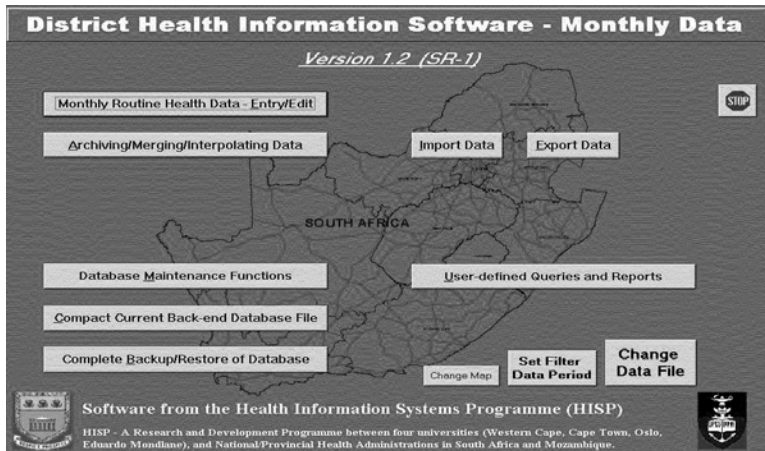 District Health Information Software - Monthly Data
Version 1.2 (SR-1)
Monthly Routine Health Data - Entry/Edit
STOP
Archiving/Merging/Interpolating Data
Import Data
Export Data
SOUTH AFRICA
Database Maintenance Functions
User-defined Queries and Reports
Compact Current Back-end Database File
Complete Backup/Restore of Database
Change Map
Set Filter
Data Period
Change
Data File
Software from the Health Information Systems Programme (HISP)
HISP - A Research and Development Programme between four universities (Western Cape, Cape Town, Oslo,
Eduardo Mondlane), and National/Provincial Health Administrations in South Africa and Mozambique.